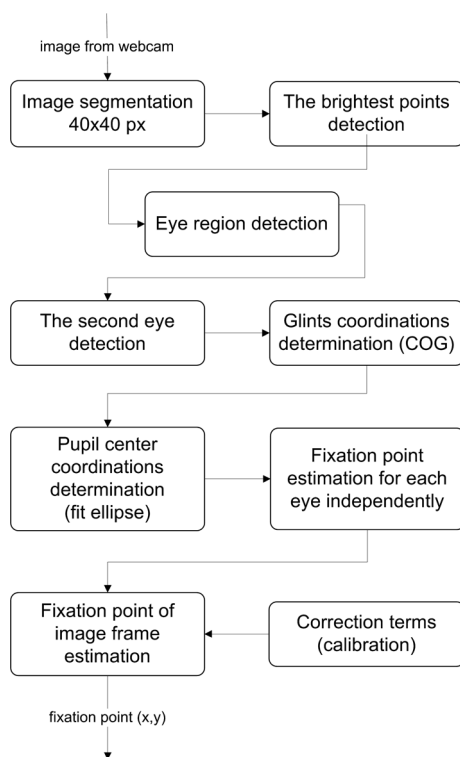 image from webcam
Image segmentation
40x40 px
The brightest points
detection
Eye region detection
The second eye
detection
Glints coordinations
determination (COG)
Pupil center
coordinations
determination
(fit ellipse)
Fixation point
estimation for each
eye independently
Fixation point of
image frame
estimation
Correction terms
(calibration)
fixation point (x,y)